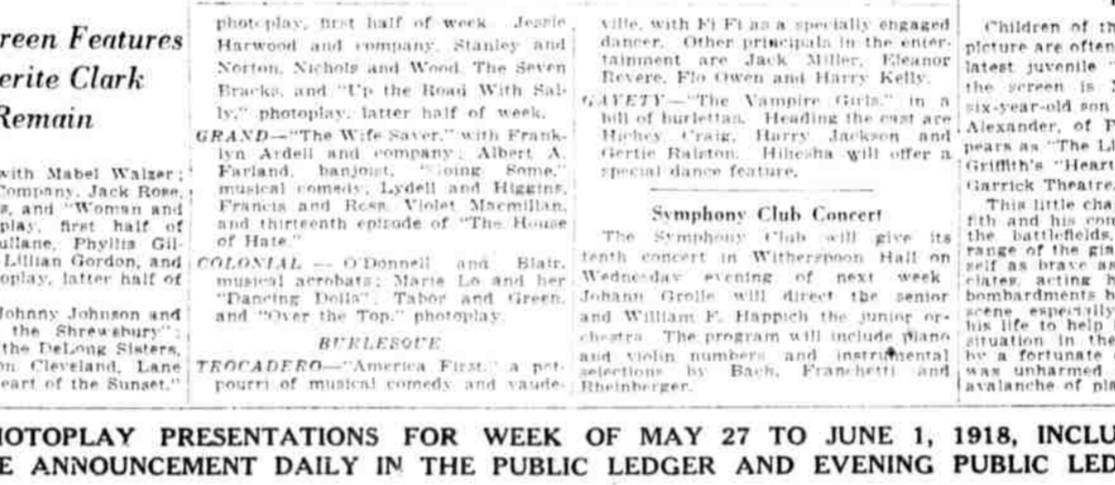 reen Features
erite Clark
Remain
with Mabel Walzer;
Company, Jack Rose,
s, and "Woman and
play, first half of
ullane, Phyllis Gil-
Lillian Gordon, and
oplay, latter half of
Johnny Johnson and
the Shrewsbury";
the DeLong Sisters,
on Cleveland, Lane
eart of the Sunset."
photoplay, first half of week. Jessie
Harwood and company, Stanley and
Norton, Nichols and Wood, The Seven
Bracks, and "Up the Road With Sal-
ly," photoplay, latter half of week.
GRAND—"The Wife Saver," with Frank-
lyn Ardell and company; Albert A.
Farland, banjoist, "Going Some,"
musical comedy, Lydell and Higgins,
Francis and Ross, Violet Macmillan,
and thirteenth episode of "The House
of Hate."
COLONIAL — O'Donnell and Blair,
musical acrobats; Marie Lo and her
"Dancing Dolls"; Tabor and Green,
and "Over the Top," photoplay.
BURLESQUE
TROCADERO—"America First," a pot-
pourri of musical comedy and vaude-
ville, with Fi Fi as a specially engaged
dancer. Other principals in the enter-
tainment are Jack Miller, Eleanor
Revere, Flo Owen and Harry Kelly.
GAYETY—"The Vampire Girls," in a
bill of burlettas. Heading the cast are
Hickey Craig, Harry Jackson and
Gertie Ralston. will offer a
special dance feature.
Symphony Club Concert
The Symphony Club will give its
tenth concert in Witherspoon Hall on
Wednesday evening of next week.
Johann Grolle will direct the senior
and William F. Happich the junior or-
chestra. The program will include piano
and violin numbers and instrumental
selections by Bach, Franchetti and
Rheinberger.
Children of th
picture are often
latest juvenile "
the screen is
six-year-old son
Alexander, of F
pears as "The Li
Griffith's "Heart
Garrick Theatre
This little cha
fith and his con
the battlefields,
range of the gin
self as brave as
ciates, acting h
bombardments h
scene especially
his life to help
situation in the
by a fortunate
was unharmed
avalanche of pla
HOTOPLAY PRESENTATIONS FOR WEEK OF MAY 27 TO JUNE 1, 1918, INCLU
E ANNOUNCEMENT DAILY IN THE PUBLIC LEDGER AND EVENING PUBLIC LED